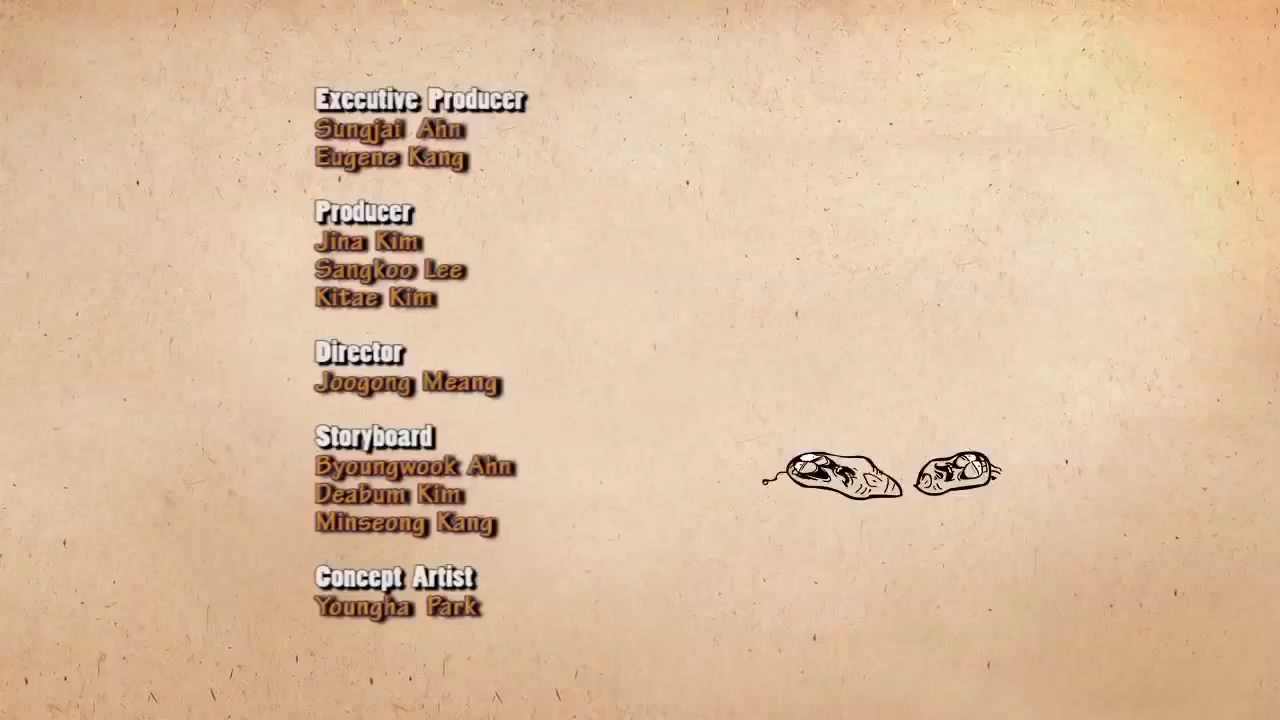 Executive Producer
Sungjai Ahn
Eugene Kang
Producer
Jina Kim
Sangkoo Lee
Kitae Kim
Director
Joogong Meang
Storyboard
Byoungwook Ahn
Deabum Kim
Minseong Kang
Concept Artist
Youngha Park